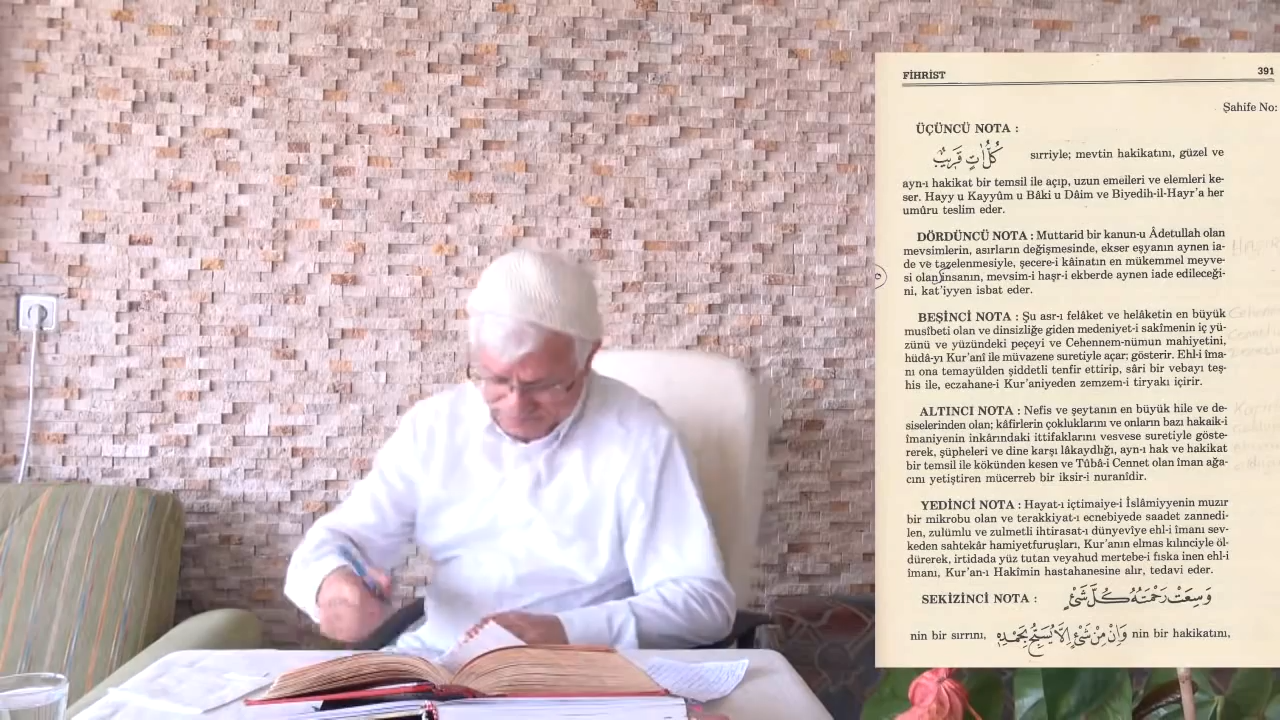 FİHRİST 391
Şahife No:
ÜÇÜNCÜ NOTA :
كُلُّ اٰتٍ قَرِيبٌ sırriyle; mevtin hakikatını, güzel ve
ayn-ı hakikat bir temsil ile açıp, uzun emelleri ve elemleri ke-
ser. Hayy u Kayyûm u Bâki u Dâim ve Biyedih-il-Hayr'a her
umûru teslim eder.
DÖRDÜNCÜ NOTA : Muttarid bir kanun-u Âdetullah olan
mevsimlerin, asırların değişmesinde, ekser eşyanın aynen ia-
de ve tazelenmesiyle, şecere-i kâinatın en mükemmel meyve-
si olan insanın, mevsim-i haşr-i ekberde aynen iade edileceği-
ni, kat'iyyen isbat eder.
BEŞİNCİ NOTA : Şu asr-ı felâket ve helâketin en büyük
musîbeti olan ve dinsizliğe giden medeniyet-i sakîmenin iç yü-
zünü ve yüzündeki peçeyi ve Cehennem-nümun mahiyetini,
hüdâ-yı Kur'anî ile müvazene suretiyle açar; gösterir. Ehl-i îma-
nı ona temayülden şiddetli tenfir ettirip, sâri bir vebayı teş-
his ile, eczahane-i Kur'aniyeden zemzem-i tiryakı içirir.
ALTINCI NOTA : Nefis ve şeytanın en büyük hile ve de-
siselerinden olan; kâfirlerin çokluklarını ve onların bazı hakaik-i
îmaniyenin inkârındaki ittifaklarını vesvese suretiyle göste-
rerek, şüpheleri ve dine karşı lâkaydlığı, ayn-ı hak ve hakikat
bir temsil ile kökünden kesen ve Tûbâ-i Cennet olan îman ağa-
cını yetiştiren mücerreb bir iksir-i nuranîdir.
YEDİNCİ NOTA : Hayat-ı içtimaiye-i İslâmiyyenin muzır
bir mikrobu olan ve terakkiyat-ı ecnebiyede saadet zannedi-
len, zulümlu ve zulmetli ihtirasat-ı dünyevîye ehl-i îmanı sev-
keden sahtekâr hamiyetfuruşları, Kur'anın elmas kılınciyle öl-
dürerek, irtidada yüz tutan veyahud mertebe-i fıska inen ehl-i
îmanı, Kur'an-ı Hakîmin hastahanesine alır, tedavi eder.
SEKİZİNCİ NOTA : وَسِعَتْ رَحْمَتُهُ كُلَّ شَىْءٍ
nin bir sırrını, وَاِنْ مِنْ شَىْءٍ اِلاَّ يُسَبِّحُ بِحَمْدِهِ nin bir hakikatını,